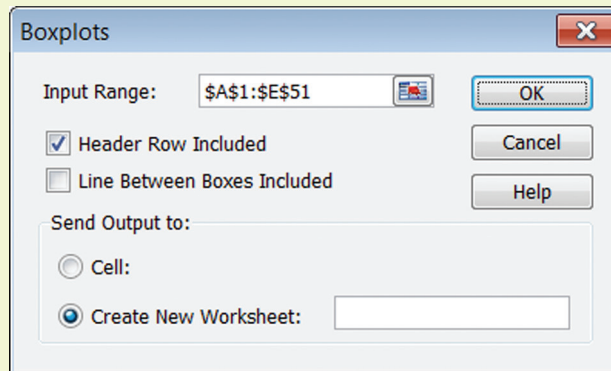 Boxplots
Input Range: $A$1:$E$51 OK
Header Row Included Cancel
Line Between Boxes Included Help
Send Output to:
Cell:
Create New Worksheet: